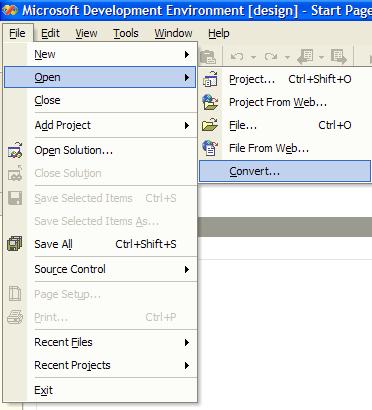 Microsoft Development Environment [design] - Start Page
File Edit View Tools Window Help
New
Open
Close
Add Project
Open Solution...
Close Solution
Save Selected Items Ctrl+S
Save Selected Items As...
Save All Ctrl+Shift+S
Source Control
Page Setup...
Print... Ctrl+P
Recent Files
Recent Projects
Exit
Project... Ctrl+Shift+O
Project From Web...
File... Ctrl+O
File From Web...
Convert...